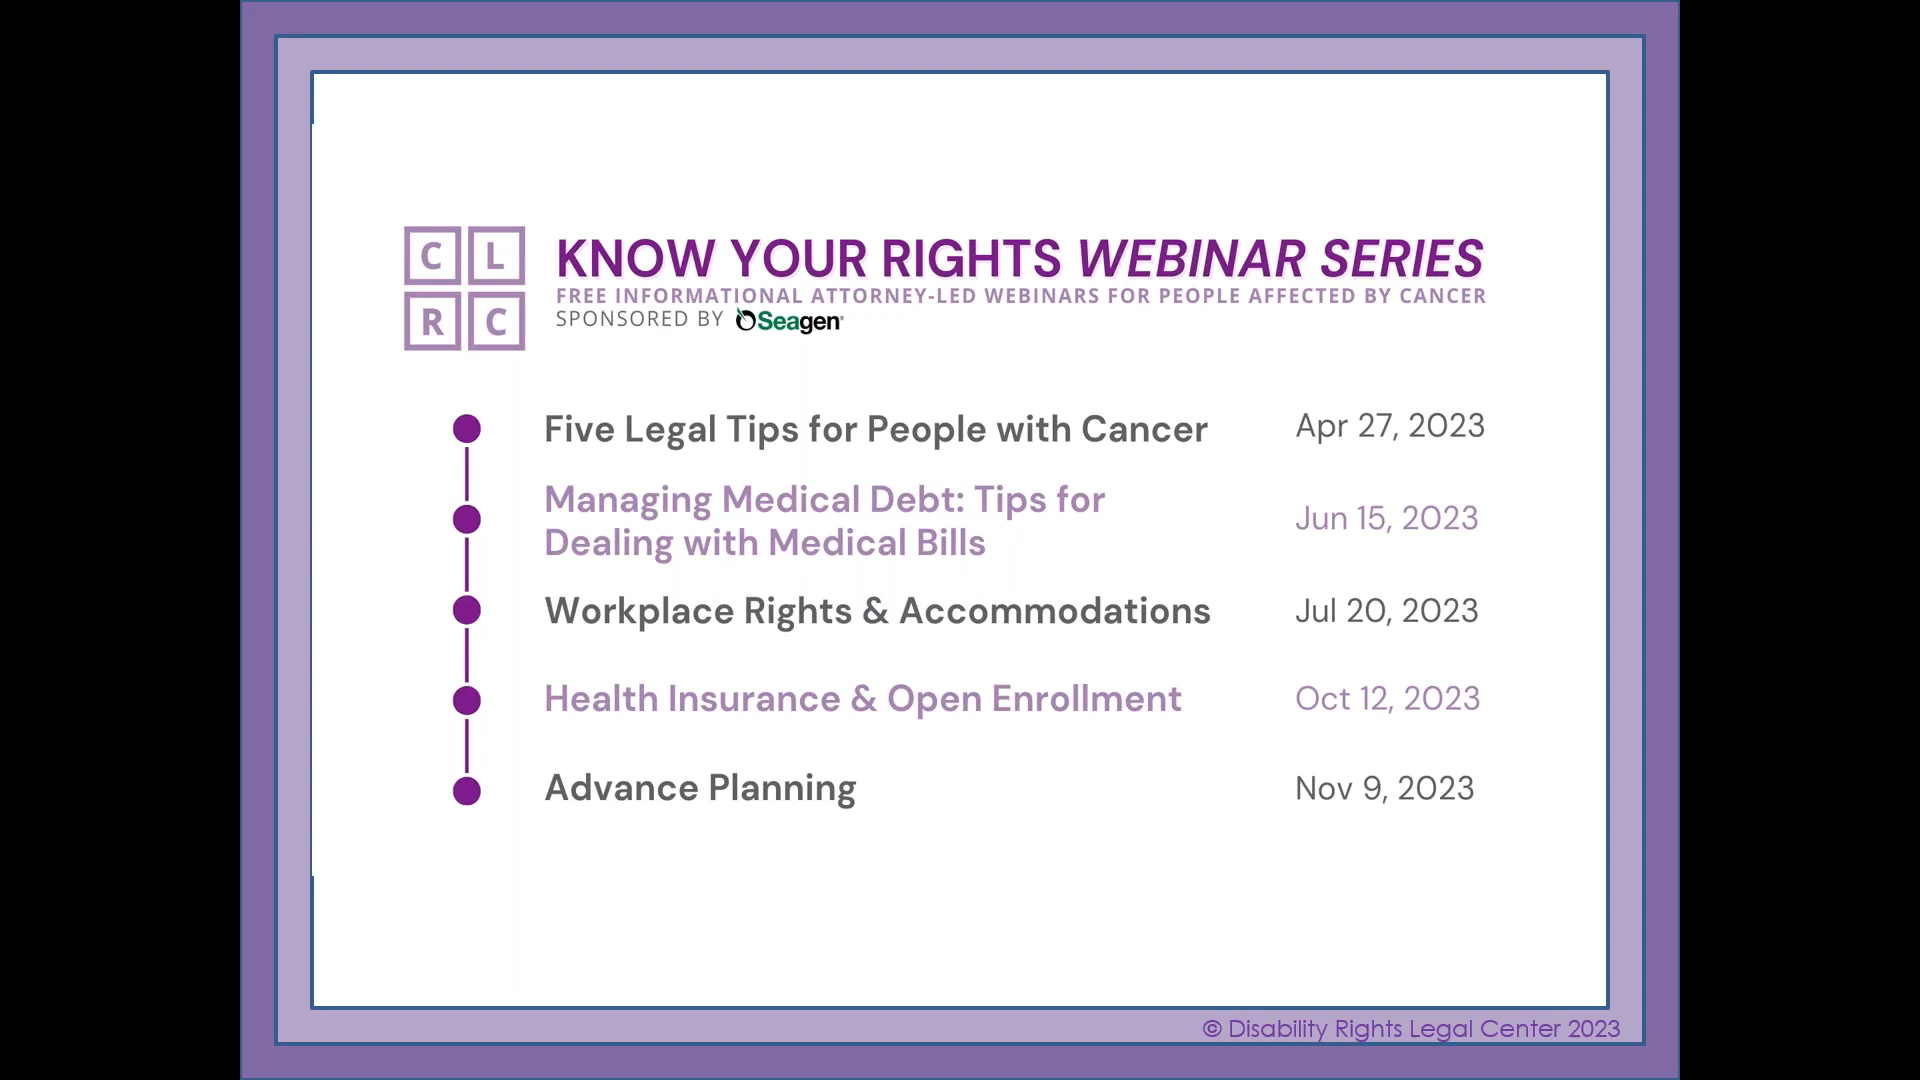 C L
R C
KNOW YOUR RIGHTS WEBINAR SERIES
FREE INFORMATIONAL ATTORNEY-LED WEBINARS FOR PEOPLE AFFECTED BY CANCER
SPONSORED BY Seagen®
Five Legal Tips for People with Cancer Apr 27, 2023
Managing Medical Debt: Tips for
Dealing with Medical Bills Jun 15, 2023
Workplace Rights & Accommodations Jul 20, 2023
Health Insurance & Open Enrollment Oct 12, 2023
Advance Planning Nov 9, 2023
© Disability Rights Legal Center 2023